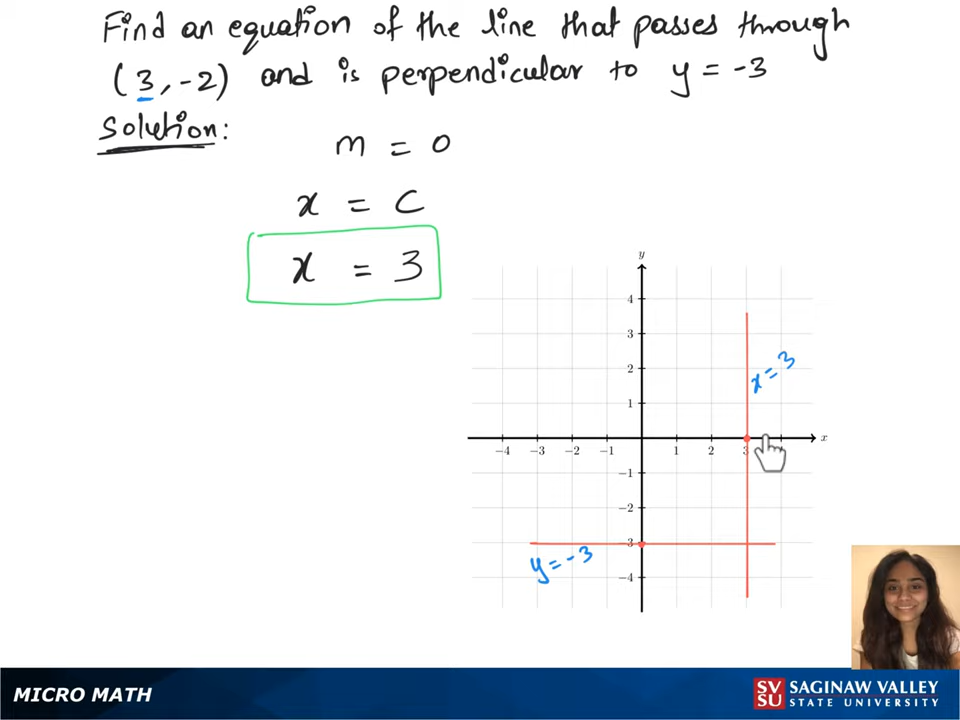 Find an equation of the line that passes through
(3, -2) and is perpendicular to y = -3
Solution:
m = 0
x = C
x = 3
y
4
3
2
1
x = 3
-4 -3 -2 -1 1 2 3 x
-1
-2
-3
y = -3
-4
MICRO MATH
SV SU SAGINAW VALLEY
STATE UNIVERSITY